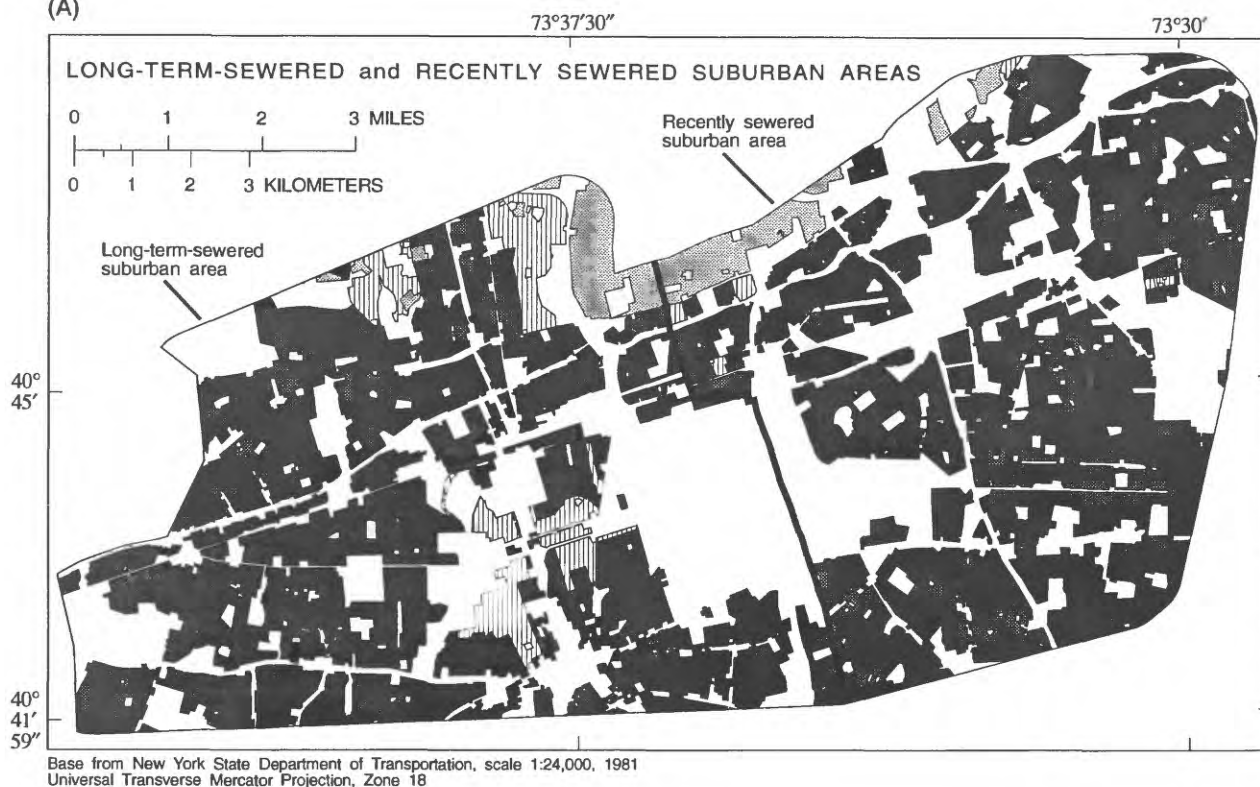 (A)
73°37'30"
73°30'
LONG-TERM-SEWERED and RECENTLY SEWERED SUBURBAN AREAS
0 1 2 3 MILES
0 1 2 3 KILOMETERS
Recently sewered
suburban area
Long-term-sewered
suburban area
40°
45'
40°
41'
59"
Base from New York State Department of Transportation, scale 1:24,000, 1981
Universal Transverse Mercator Projection, Zone 18